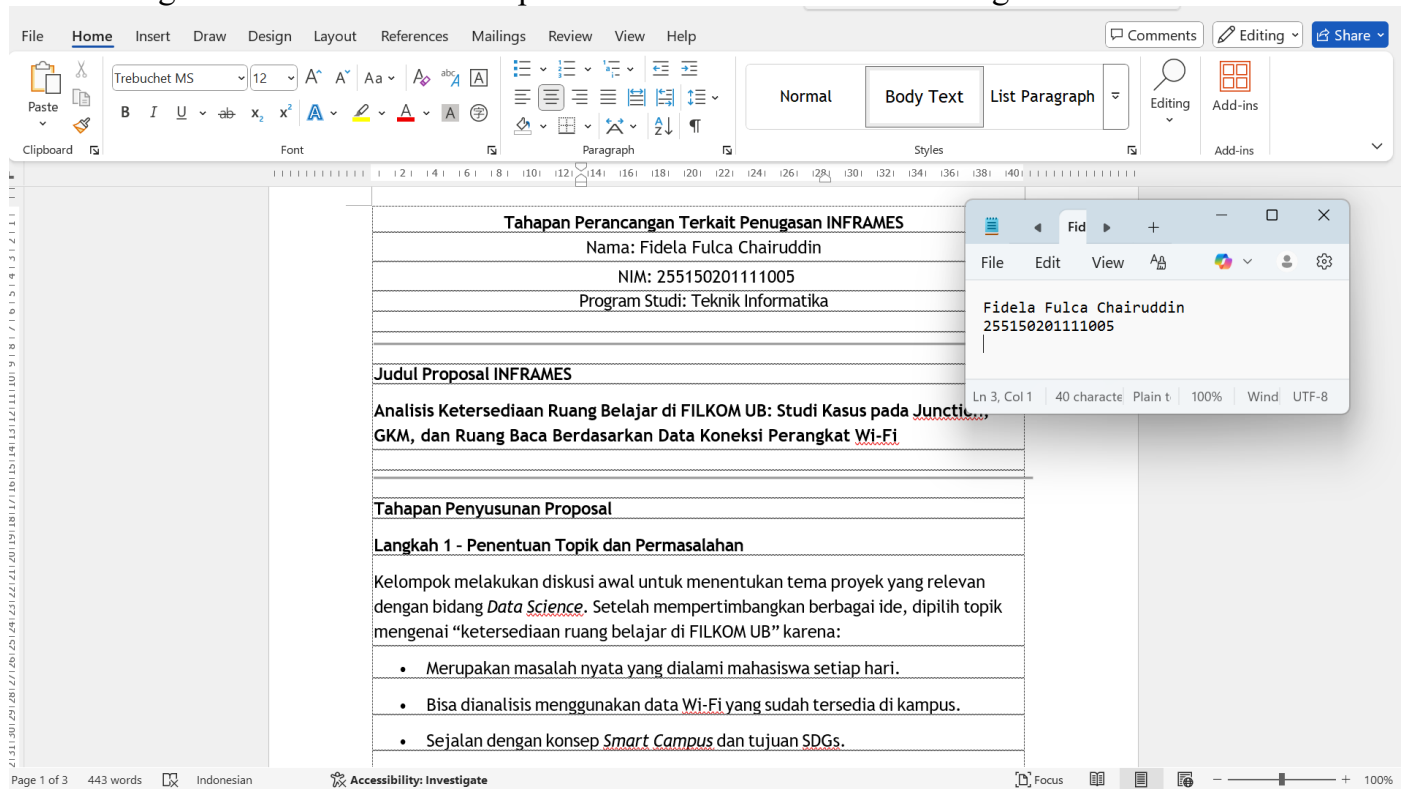 File Home Insert Draw Design Layout References Mailings Review View Help Comments Editing Share
Trebuchet MS 12
Paste
Normal Body Text List Paragraph
Editing Add-ins
Clipboard Font Paragraph Styles Add-ins
Tahapan Perancangan Terkait Penugasan INFRAMES
Nama: Fidela Fulca Chairuddin
NIM: 255150201111005
Program Studi: Teknik Informatika
Judul Proposal INFRAMES
Analisis Ketersediaan Ruang Belajar di FILKOM UB: Studi Kasus pada Junction,
GKM, dan Ruang Baca Berdasarkan Data Koneksi Perangkat Wi-Fi
Tahapan Penyusunan Proposal
Langkah 1 - Penentuan Topik dan Permasalahan
Kelompok melakukan diskusi awal untuk menentukan tema proyek yang relevan
dengan bidang Data Science. Setelah mempertimbangkan berbagai ide, dipilih topik
mengenai “ketersediaan ruang belajar di FILKOM UB” karena:
• Merupakan masalah nyata yang dialami mahasiswa setiap hari.
• Bisa dianalisis menggunakan data Wi-Fi yang sudah tersedia di kampus.
• Sejalan dengan konsep Smart Campus dan tujuan SDGs.
Fid
File Edit View
Fidela Fulca Chairuddin
255150201111005
Ln 3, Col 1 40 characte Plain t 100% Wind UTF-8
Page 1 of 3 443 words Indonesian Accessibility: Investigate Focus 100%